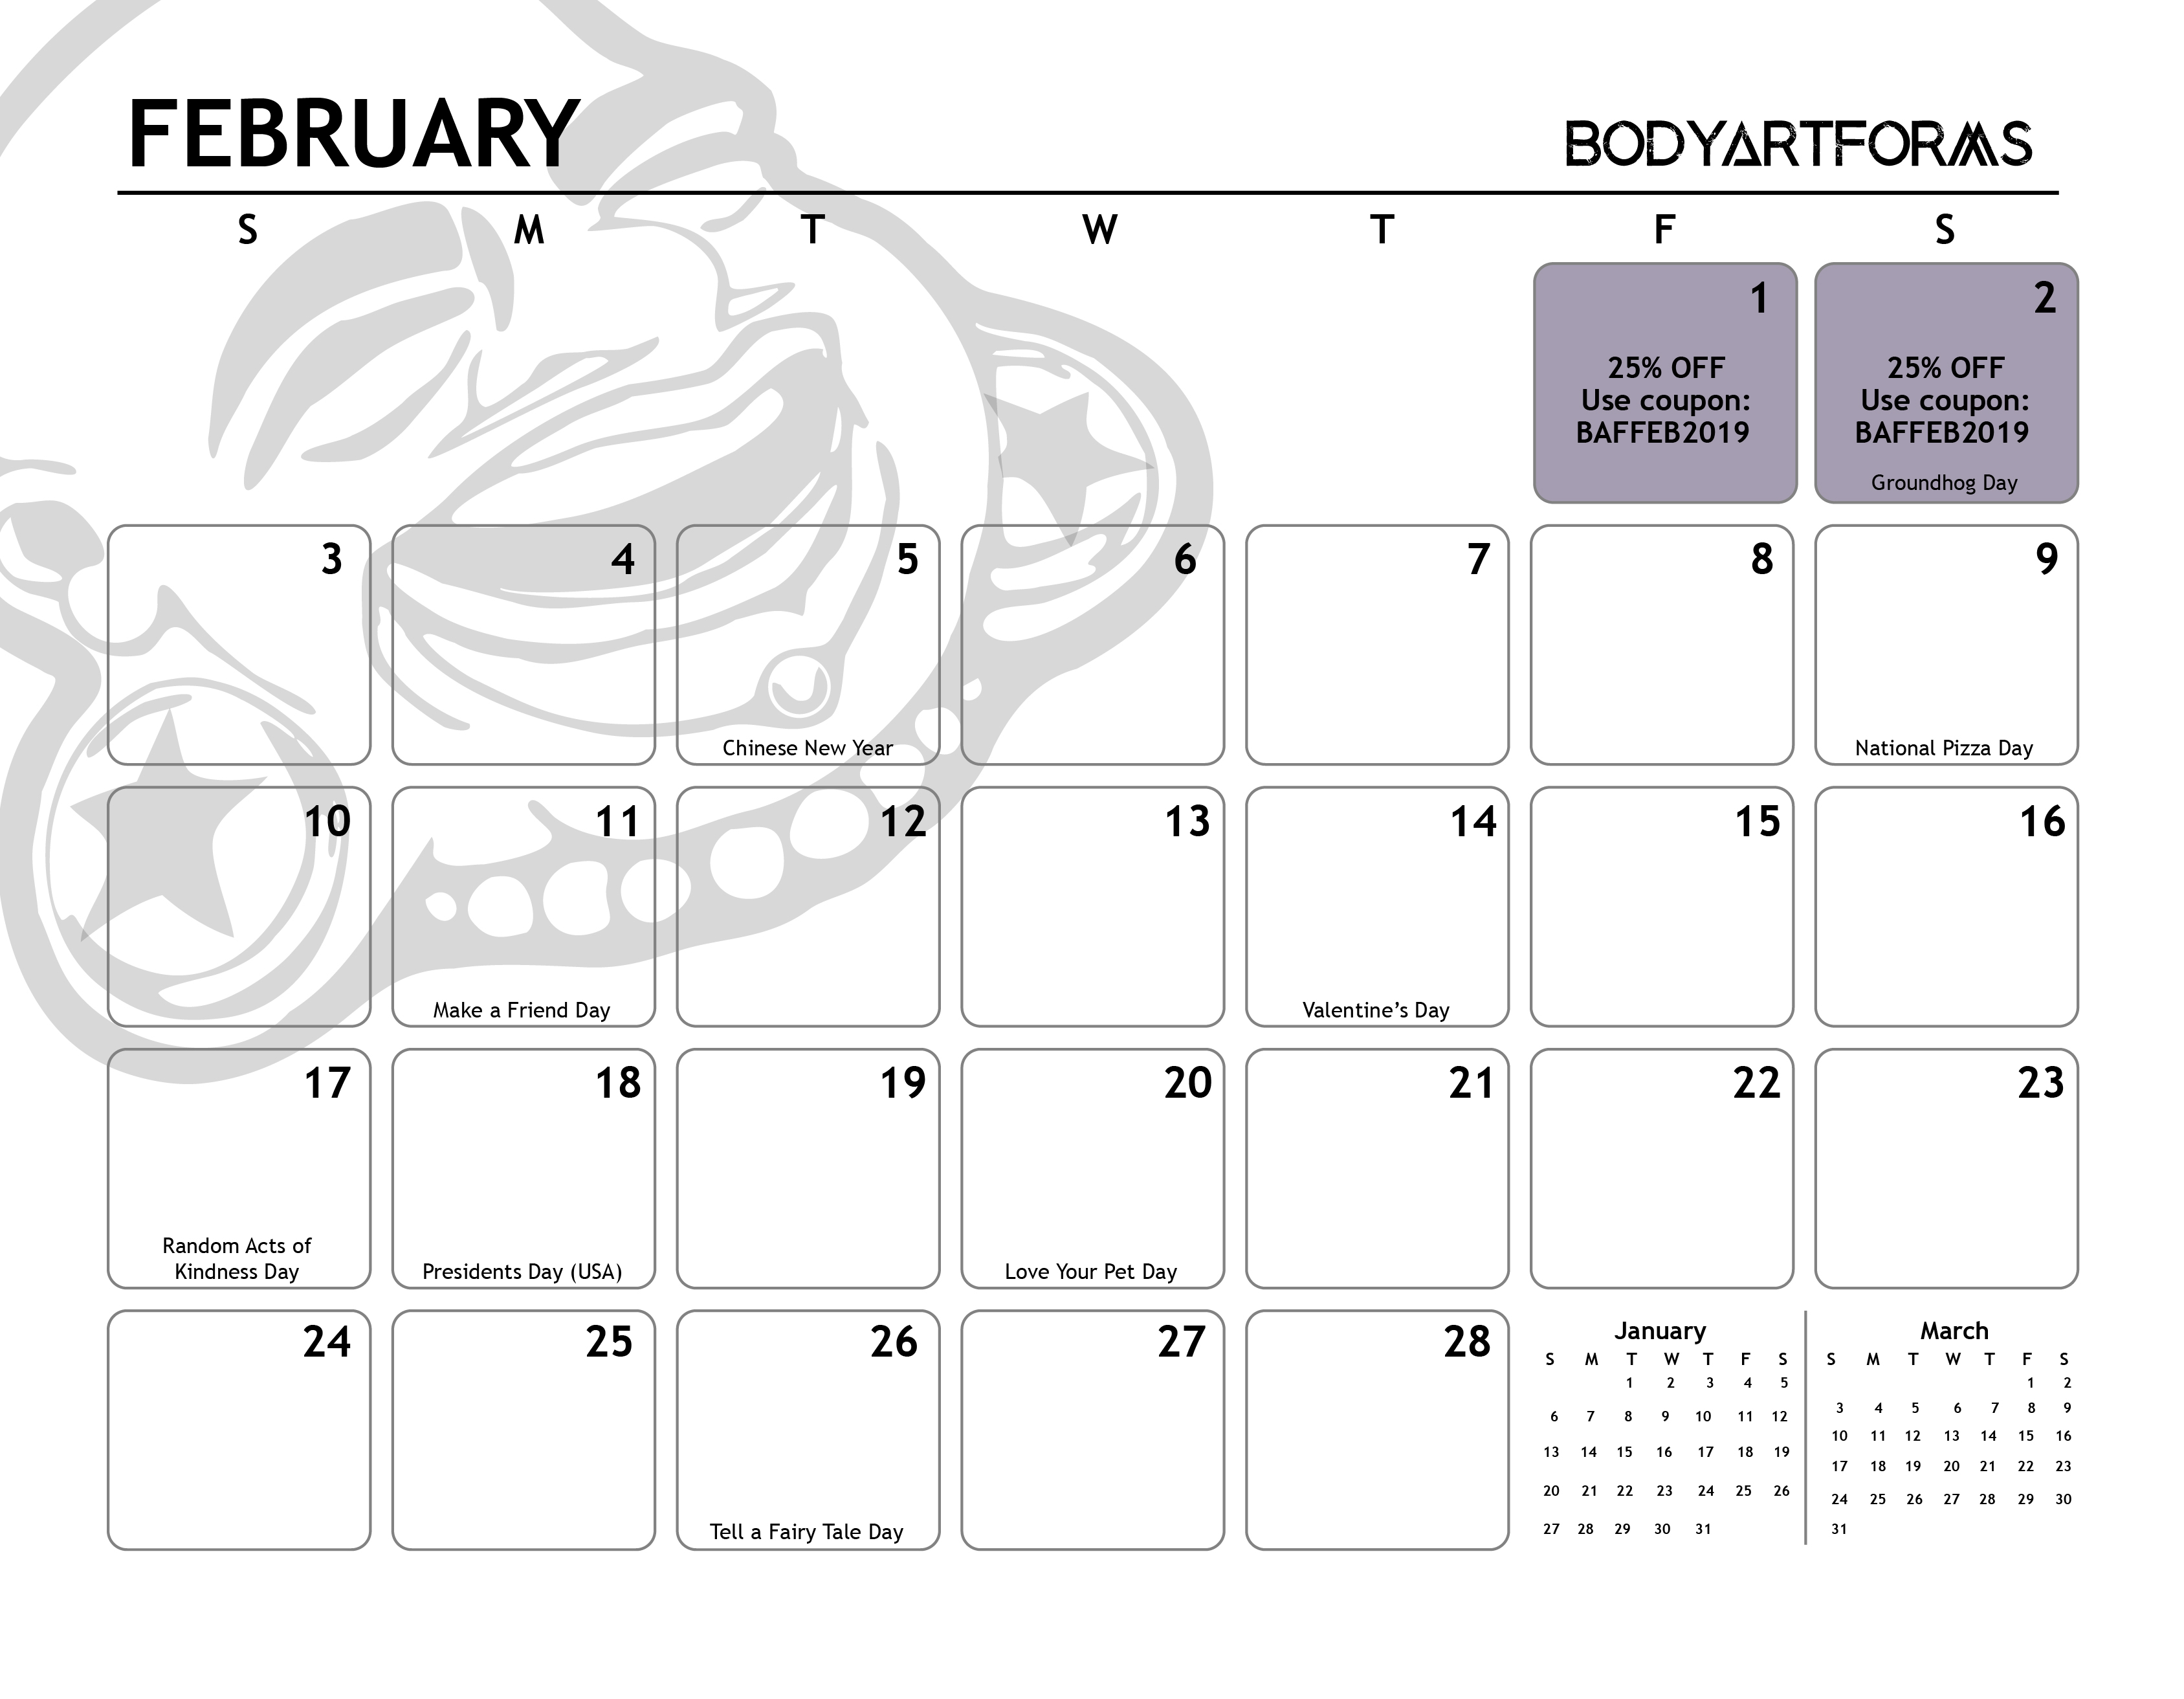 FEBRUARY
BODYARTFORMS
S M T W T F S
1 2
25% OFF 25% OFF
Use coupon: Use coupon:
BAFFEB2019 BAFFEB2019
Groundhog Day
3 4 5 6 7 8 9
Chinese New Year National Pizza Day
10 11 12 13 14 15 16
Make a Friend Day Valentine’s Day
17 18 19 20 21 22 23
Random Acts of
Kindness Day Presidents Day (USA) Love Your Pet Day
24 25 26 27 28
Tell a Fairy Tale Day
January
S M T W T F S
1 2 3 4 5
6 7 8 9 10 11 12
13 14 15 16 17 18 19
20 21 22 23 24 25 26
27 28 29 30 31
March
S M T W T F S
1 2
3 4 5 6 7 8 9
10 11 12 13 14 15 16
17 18 19 20 21 22 23
24 25 26 27 28 29 30
31